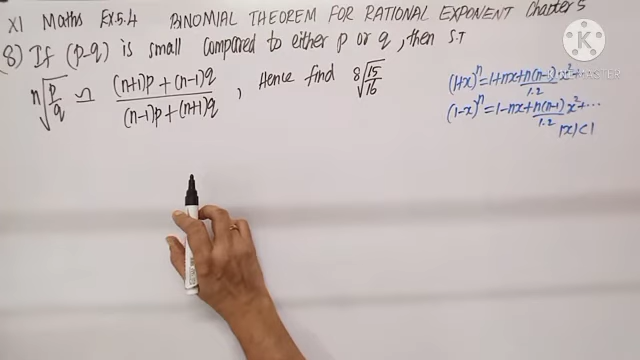 XI Maths EX 5.4 BINOMIAL THEOREM FOR RATIONAL EXPONENT Chapter 5
8) If (p-q) is small compared to either p or q, then S.T
ⁿ√(p/q) ≃ ((n+1)p + (n-1)q)/((n-1)p + (n+1)q), Hence find ⁸√(15/16)
(1+x)ⁿ = 1+nx+n(n-1)/1.2 x²+
(1-x)ⁿ = 1-nx+n(n-1)/1.2 x²+...
|x|<1
K